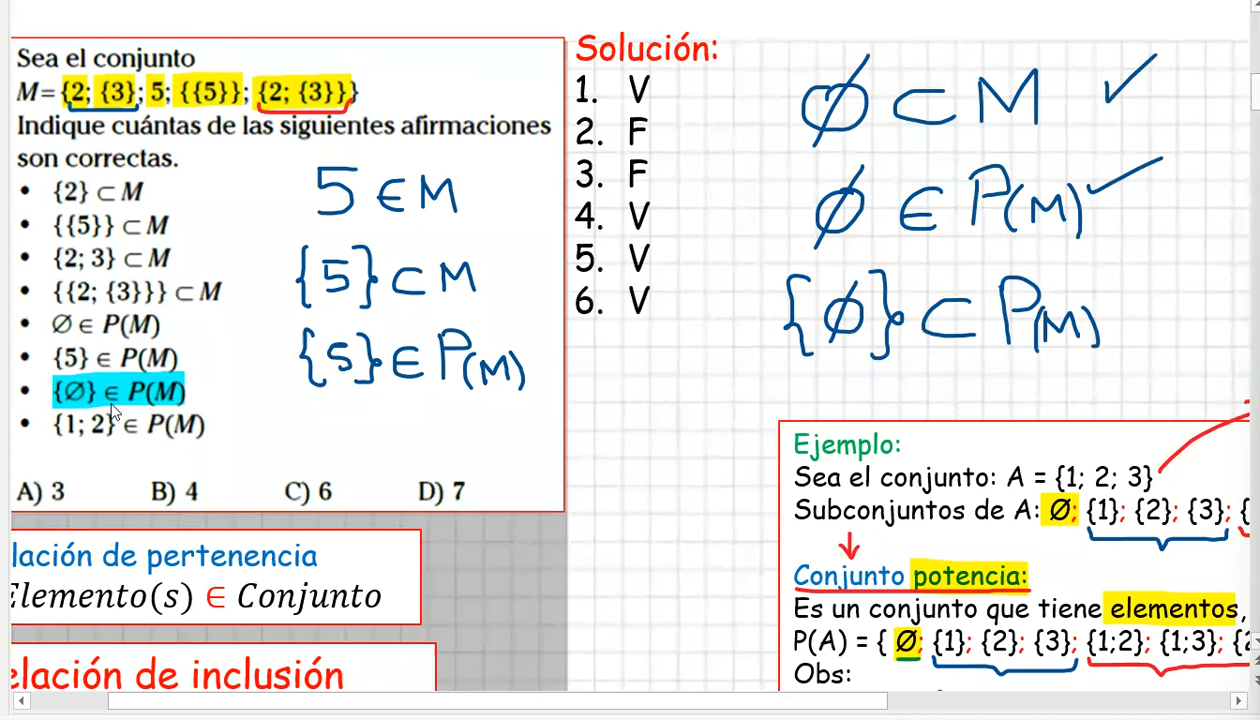 Sea el conjunto
M={2; {3}; 5; {{5}}; {2; {3}}}
Indique cuántas de las siguientes afirmaciones
son correctas.
• {2} ⊂ M
• {{5}} ⊂ M
• {2; 3} ⊂ M
• {{2; {3}}} ⊂ M
• Ø ∈ P(M)
• {5} ∈ P(M)
• {Ø} ∈ P(M)
• {1; 2} ∈ P(M)
A) 3 B) 4 C) 6 D) 7
5 ∈ M
{5} ⊂ M
{5} ∈ P(M)
Solución:
1. V
2. F
3. F
4. V
5. V
6. V
Ø ⊂ M ✓
Ø ∈ P(M) ✓
{Ø} ⊂ P(M)
lación de pertenencia
Elemento(s) ∈ Conjunto
elación de inclusión
Ejemplo:
Sea el conjunto: A = {1; 2; 3}
Subconjuntos de A: Ø; {1}; {2}; {3}; {
Conjunto potencia:
Es un conjunto que tiene elementos,
P(A) = { Ø; {1}; {2}; {3}; {1;2}; {1;3}; {2
Obs: